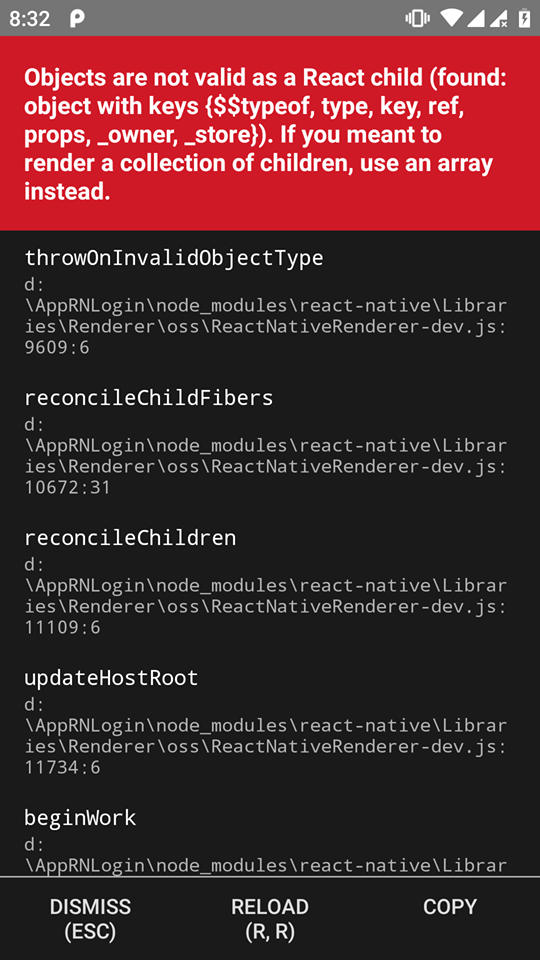 8:32
Objects are not valid as a React child (found:
object with keys {$$typeof, type, key, ref,
props, _owner, _store}). If you meant to
render a collection of children, use an array
instead.
throwOnInvalidObjectType
d:
\AppRNLogin\node_modules\react-native\Librar
ies\Renderer\oss\ReactNativeRenderer-dev.js:
9609:6
reconcileChildFibers
d:
\AppRNLogin\node_modules\react-native\Librar
ies\Renderer\oss\ReactNativeRenderer-dev.js:
10672:31
reconcileChildren
d:
\AppRNLogin\node_modules\react-native\Librar
ies\Renderer\oss\ReactNativeRenderer-dev.js:
11109:6
updateHostRoot
d:
\AppRNLogin\node_modules\react-native\Librar
ies\Renderer\oss\ReactNativeRenderer-dev.js:
11734:6
beginWork
d:
\AppRNLogin\node_modules\react-native\Librar
DISMISS
(ESC)
RELOAD
(R, R)
COPY